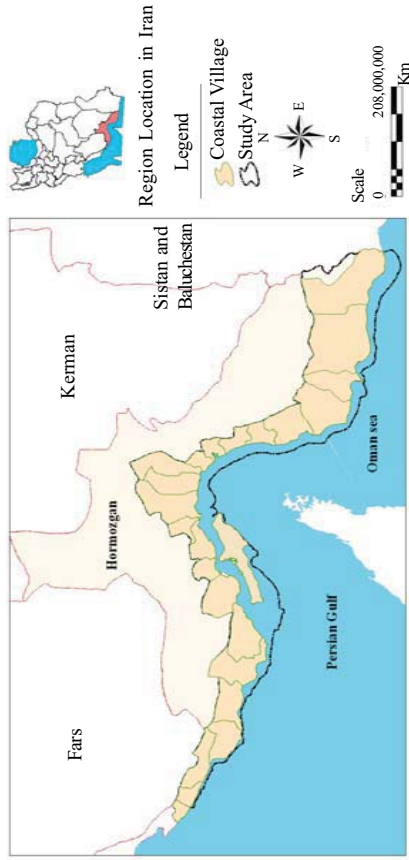 Fars
Kerman
Hormozgan
Sistan and
Baluchestan
Persian Gulf
Oman sea
Region Location in Iran
Legend
Coastal Village
Study Area
N
W
E
S
Scale
0
208,000,000
Km